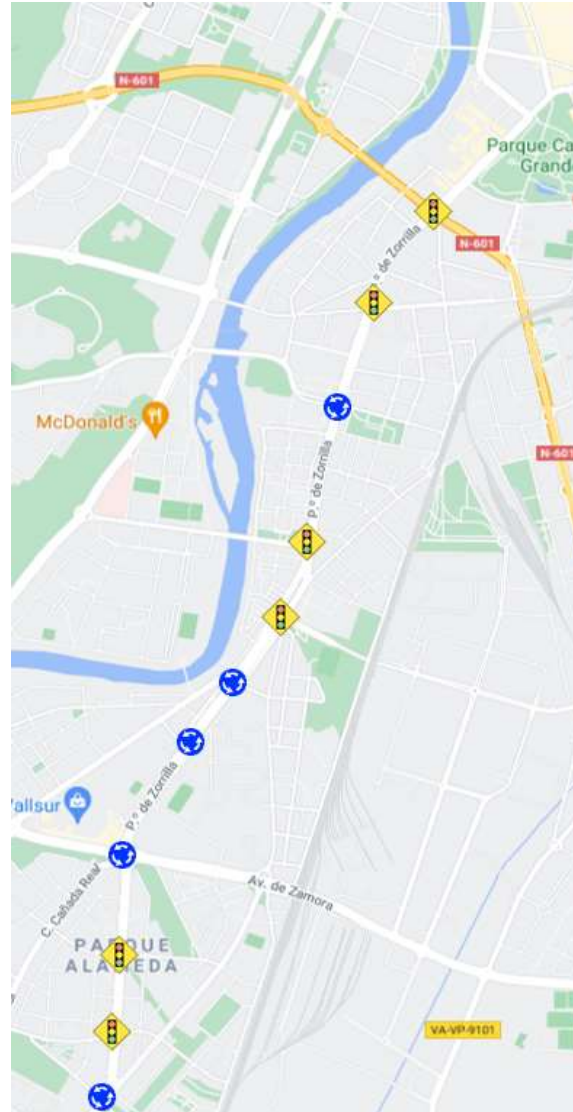 N-601
Parque Ca
Grand
N-601
º de Zorrilla
McDonald's
N-601
P.º de Zorrilla
P.º de Zorrilla
allsur
C. Cañada Real
Av. de Zamora
PARQUE
ALAMEDA
VA-VP-9101